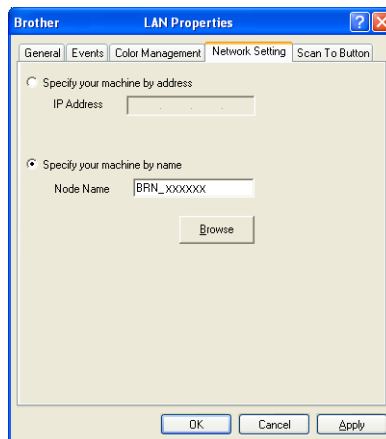 Brother LAN Properties
General Events Color Management Network Setting Scan To Button
Specify your machine by address
IP Address . . .
Specify your machine by name
Node Name BRN_xxxxxx
Browse
OK Cancel Apply